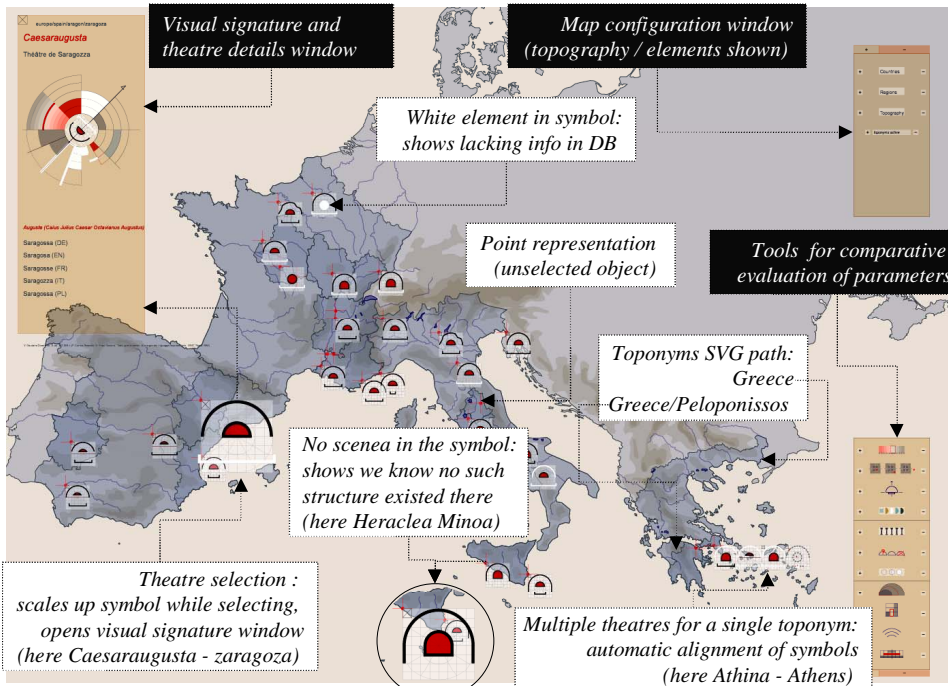 europe/spain/aragon/zaragoza
Caesaraugusta
Théâtre de Saragozza
Auguste (Caius Julius Caesar Octavianus Augustus)
Saragossa (DE)
Saragossa (EN)
Saragosse (FR)
Saragozza (IT)
Saragossa (PL)
Visual signature and
theatre details window
Map configuration window
(topography / elements shown)
Countries
Regions
Topography
White element in symbol:
shows lacking info in DB
Point representation
(unselected object)
Tools for comparative
evaluation of parameters
Toponyms SVG path:
Greece
Greece/Peloponissos
No scenea in the symbol:
shows we know no such
structure existed there
(here Heraclea Minoa)
Theatre selection :
scales up symbol while selecting,
opens visual signature window
(here Caesaraugusta - zaragoza)
Multiple theatres for a single toponym:
automatic alignment of symbols
(here Athina - Athens)